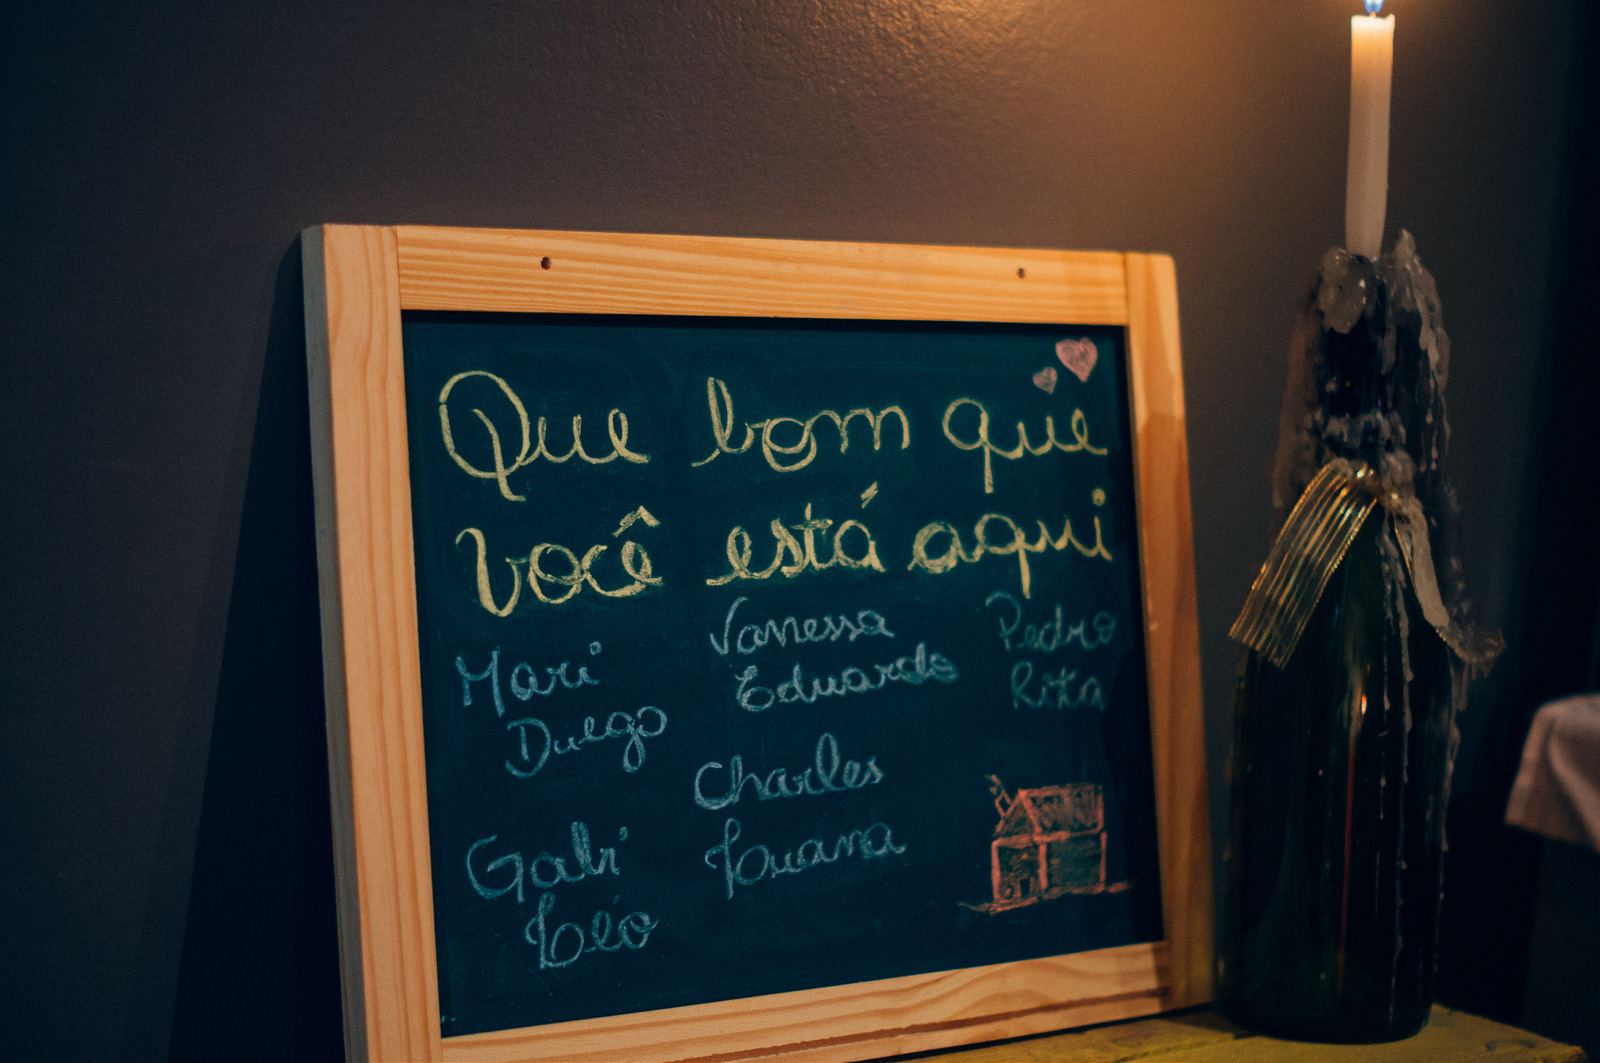 Que bom que
você está aqui
Mari
Diego
Gabi
Léo
Vanessa
Eduardo
Charles
Luana
Pedro
Rita